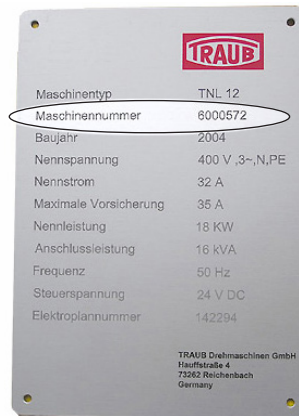 TRAUB
Maschinentyp TNL 12
Maschinennummer 6000572
Baujahr 2004
Nennspannung 400 V ,3~,N,PE
Nennstrom 32 A
Maximale Vorsicherung 35 A
Nennleistung 18 KW
Anschlussleistung 16 kVA
Frequenz 50 Hz
Steuerspannung 24 V DC
Elektroplannummer 142294
TRAUB Drehmaschinen GmbH
Hauffstraße 4
73262 Reichenbach
Germany